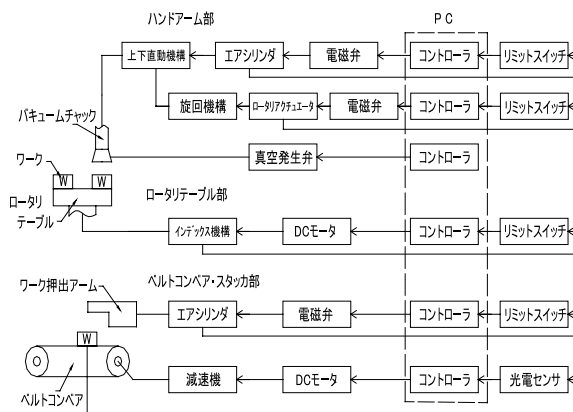 ハンドアーム部
PC
上下直動機構
エアシリンダ
電磁弁
コントローラ
リミットスイッチ
旋回機構
ロータリアクチュエータ
電磁弁
コントローラ
リミットスイッチ
バキュームチャック
ワーク
真空発生弁
コントローラ
W
W
ロータリ
テーブル
ロータリテーブル部
インデックス機構
DCモータ
コントローラ
リミットスイッチ
ベルトコンベア・スタッカ部
ワーク押出アーム
エアシリンダ
電磁弁
コントローラ
リミットスイッチ
W
減速機
DCモータ
コントローラ
光電センサ
ベルトコンベア